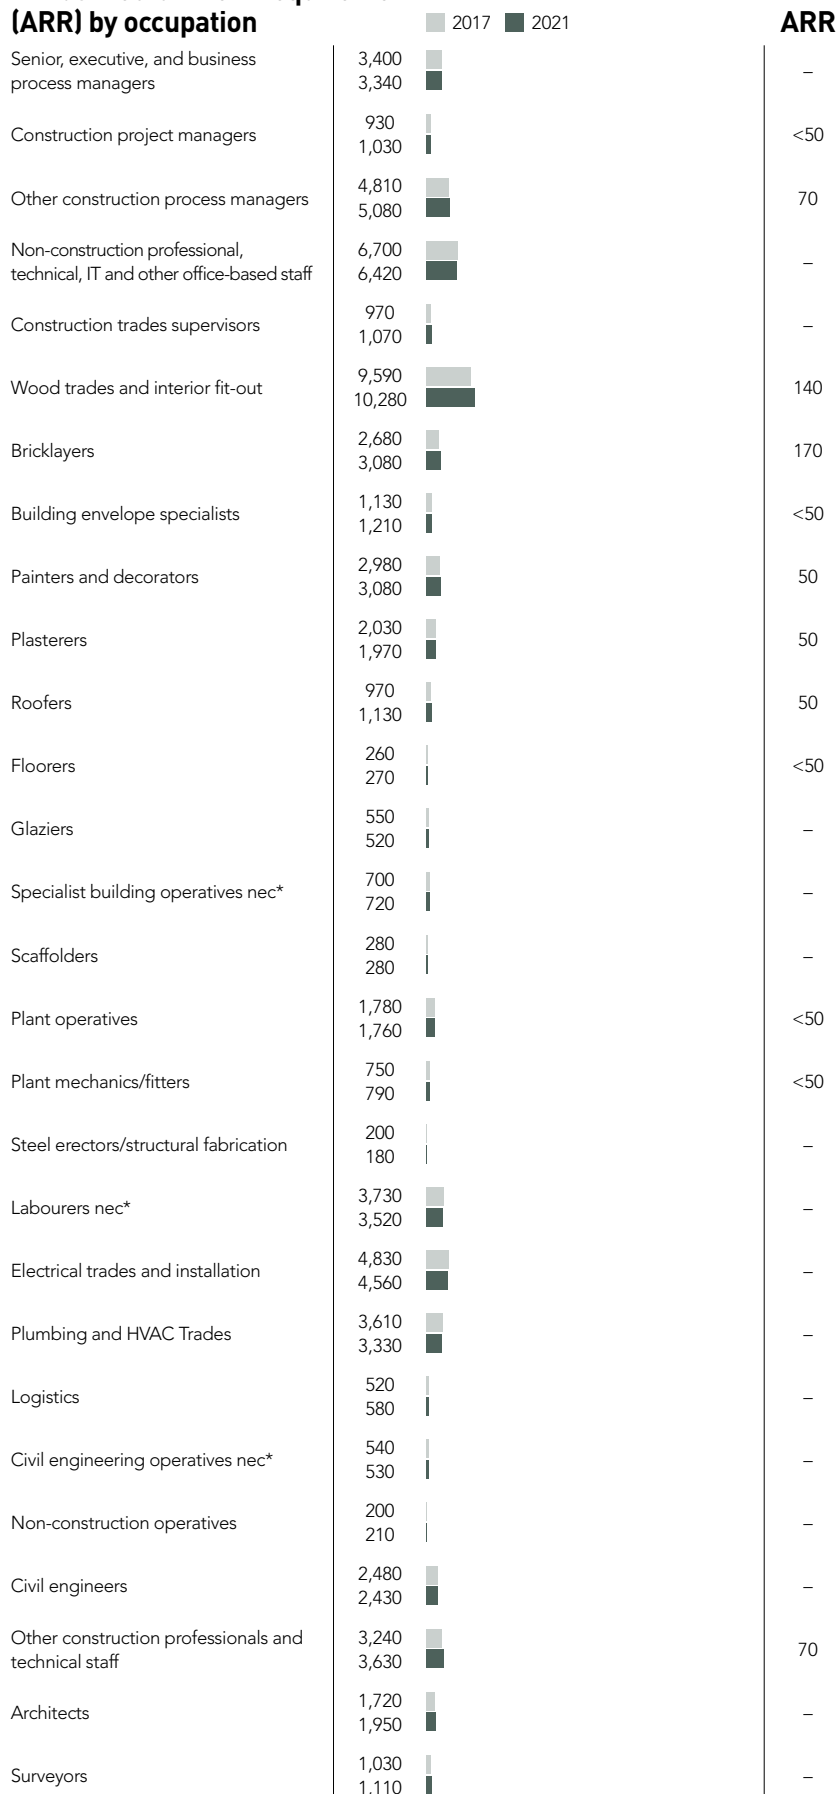 (ARR) by occupation 2017 2021 ARR
Senior, executive, and business
process managers
3,400
3,340
–
Construction project managers
930
1,030
<50
Other construction process managers
4,810
5,080
70
Non-construction professional,
technical, IT and other office-based staff
6,700
6,420
–
Construction trades supervisors
970
1,070
–
Wood trades and interior fit-out
9,590
10,280
140
Bricklayers
2,680
3,080
170
Building envelope specialists
1,130
1,210
<50
Painters and decorators
2,980
3,080
50
Plasterers
2,030
1,970
50
Roofers
970
1,130
50
Floorers
260
270
<50
Glaziers
550
520
–
Specialist building operatives nec*
700
720
–
Scaffolders
280
280
–
Plant operatives
1,780
1,760
<50
Plant mechanics/fitters
750
790
<50
Steel erectors/structural fabrication
200
180
–
Labourers nec*
3,730
3,520
–
Electrical trades and installation
4,830
4,560
–
Plumbing and HVAC Trades
3,610
3,330
–
Logistics
520
580
–
Civil engineering operatives nec*
540
530
–
Non-construction operatives
200
210
–
Civil engineers
2,480
2,430
–
Other construction professionals and
technical staff
3,240
3,630
70
Architects
1,720
1,950
–
Surveyors
1,030
1,110
–